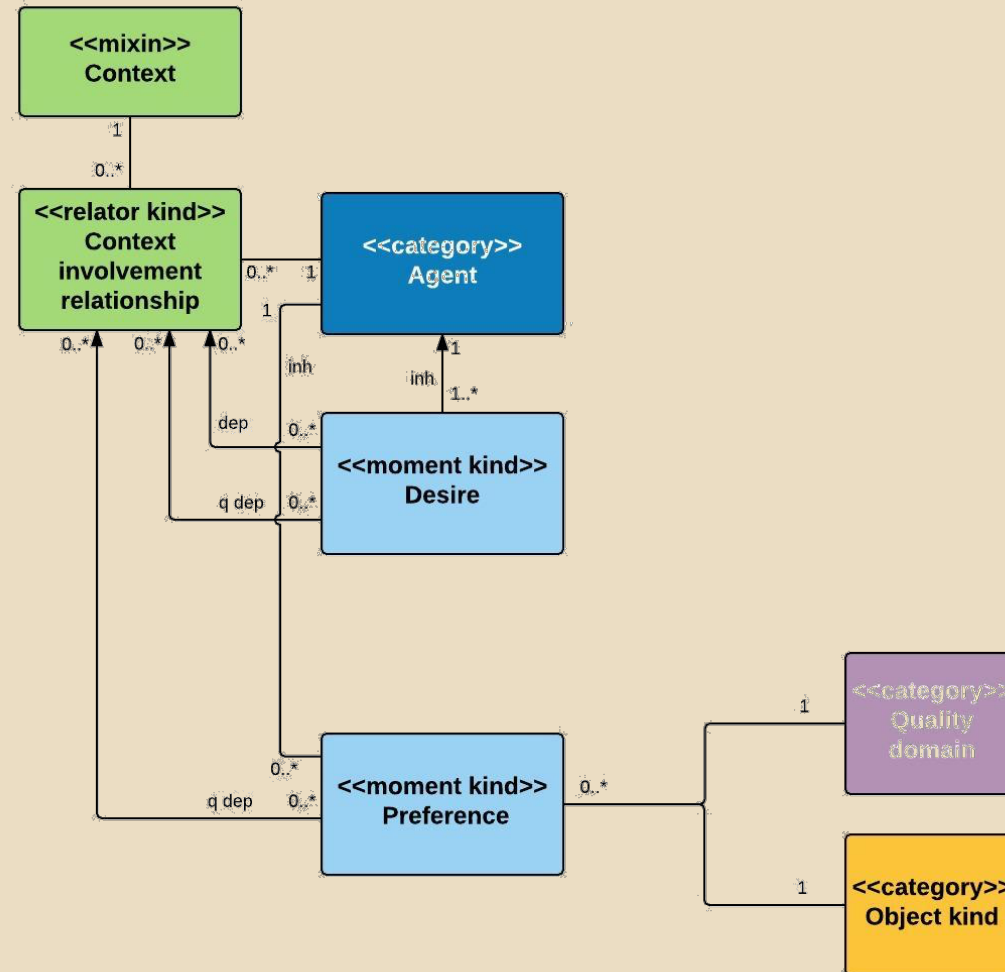 <<mixin>>
Context
1
0..*
<<relator kind>>
Context
involvement
relationship
<<category>>
Agent
0..*
1
1
0..*
0..*
0..*
inh
1
inh
1..*
dep
0..*
<<moment kind>>
Desire
q dep
0..*
<<category>>
Quality
domain
1
0..*
<<moment kind>>
Preference
0..*
q dep
0..*
1
<<category>>
Object kind